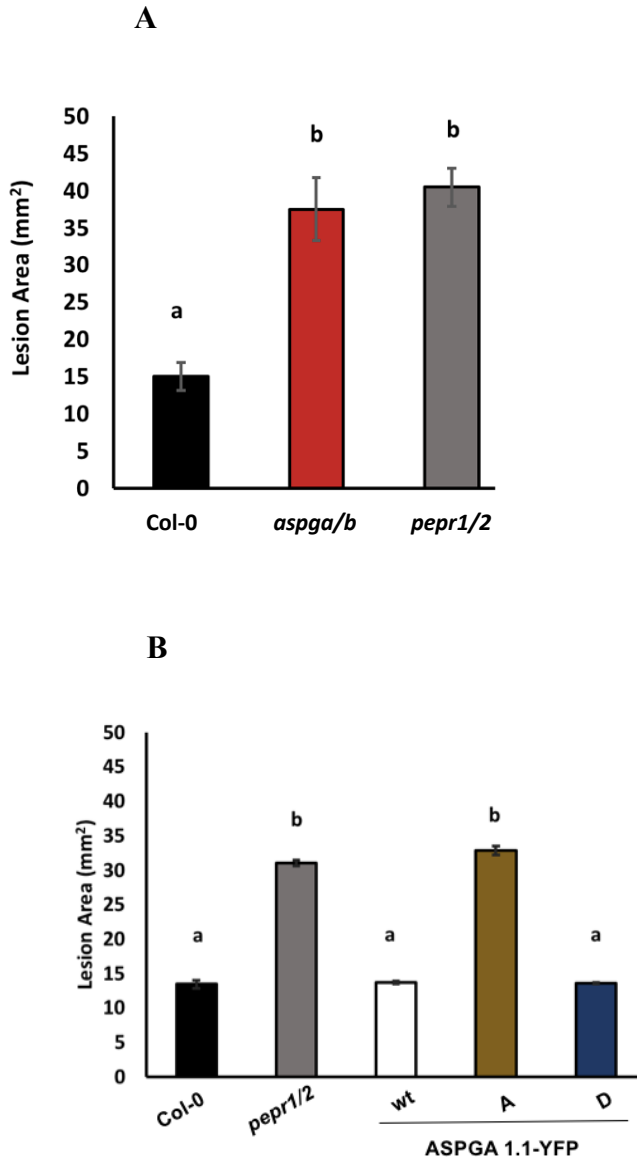 A
50
45
40
35
30
25
20
15
10
5
0
Lesion Area (mm²)
a
b
b
Col-0
aspga/b
pepr1/2
B
50
45
40
35
30
25
20
15
10
5
0
Lesion Area (mm²)
a
b
a
b
a
Col-0
pepr1/2
wt
A
D
ASPGA 1.1-YFP